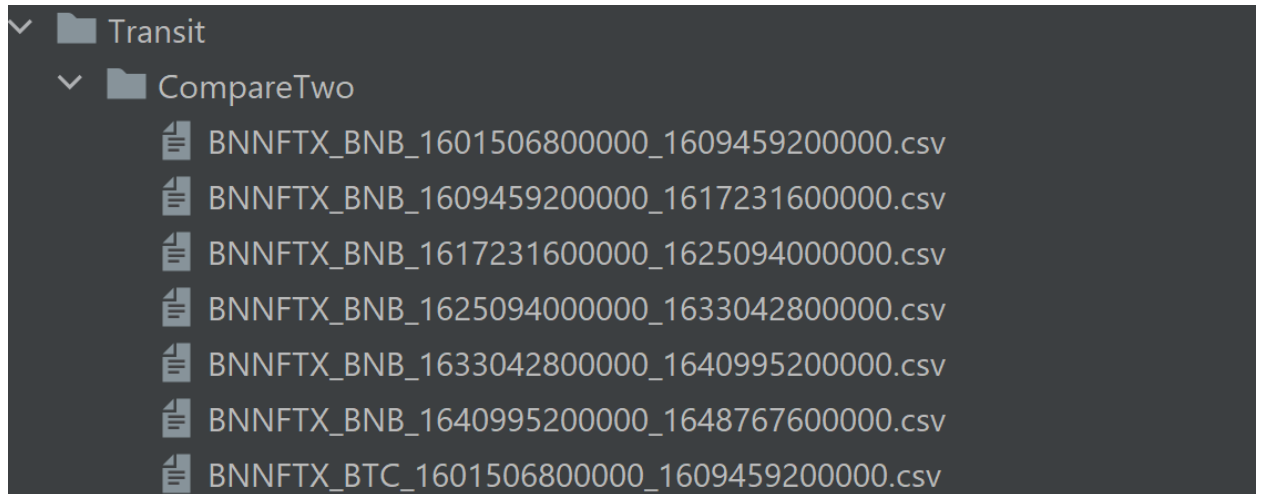 Transit
CompareTwo
BNNFTX_BNB_1601506800000_1609459200000.csv
BNNFTX_BNB_1609459200000_1617231600000.csv
BNNFTX_BNB_1617231600000_1625094000000.csv
BNNFTX_BNB_1625094000000_1633042800000.csv
BNNFTX_BNB_1633042800000_1640995200000.csv
BNNFTX_BNB_1640995200000_1648767600000.csv
BNNFTX_BTC_1601506800000_1609459200000.csv